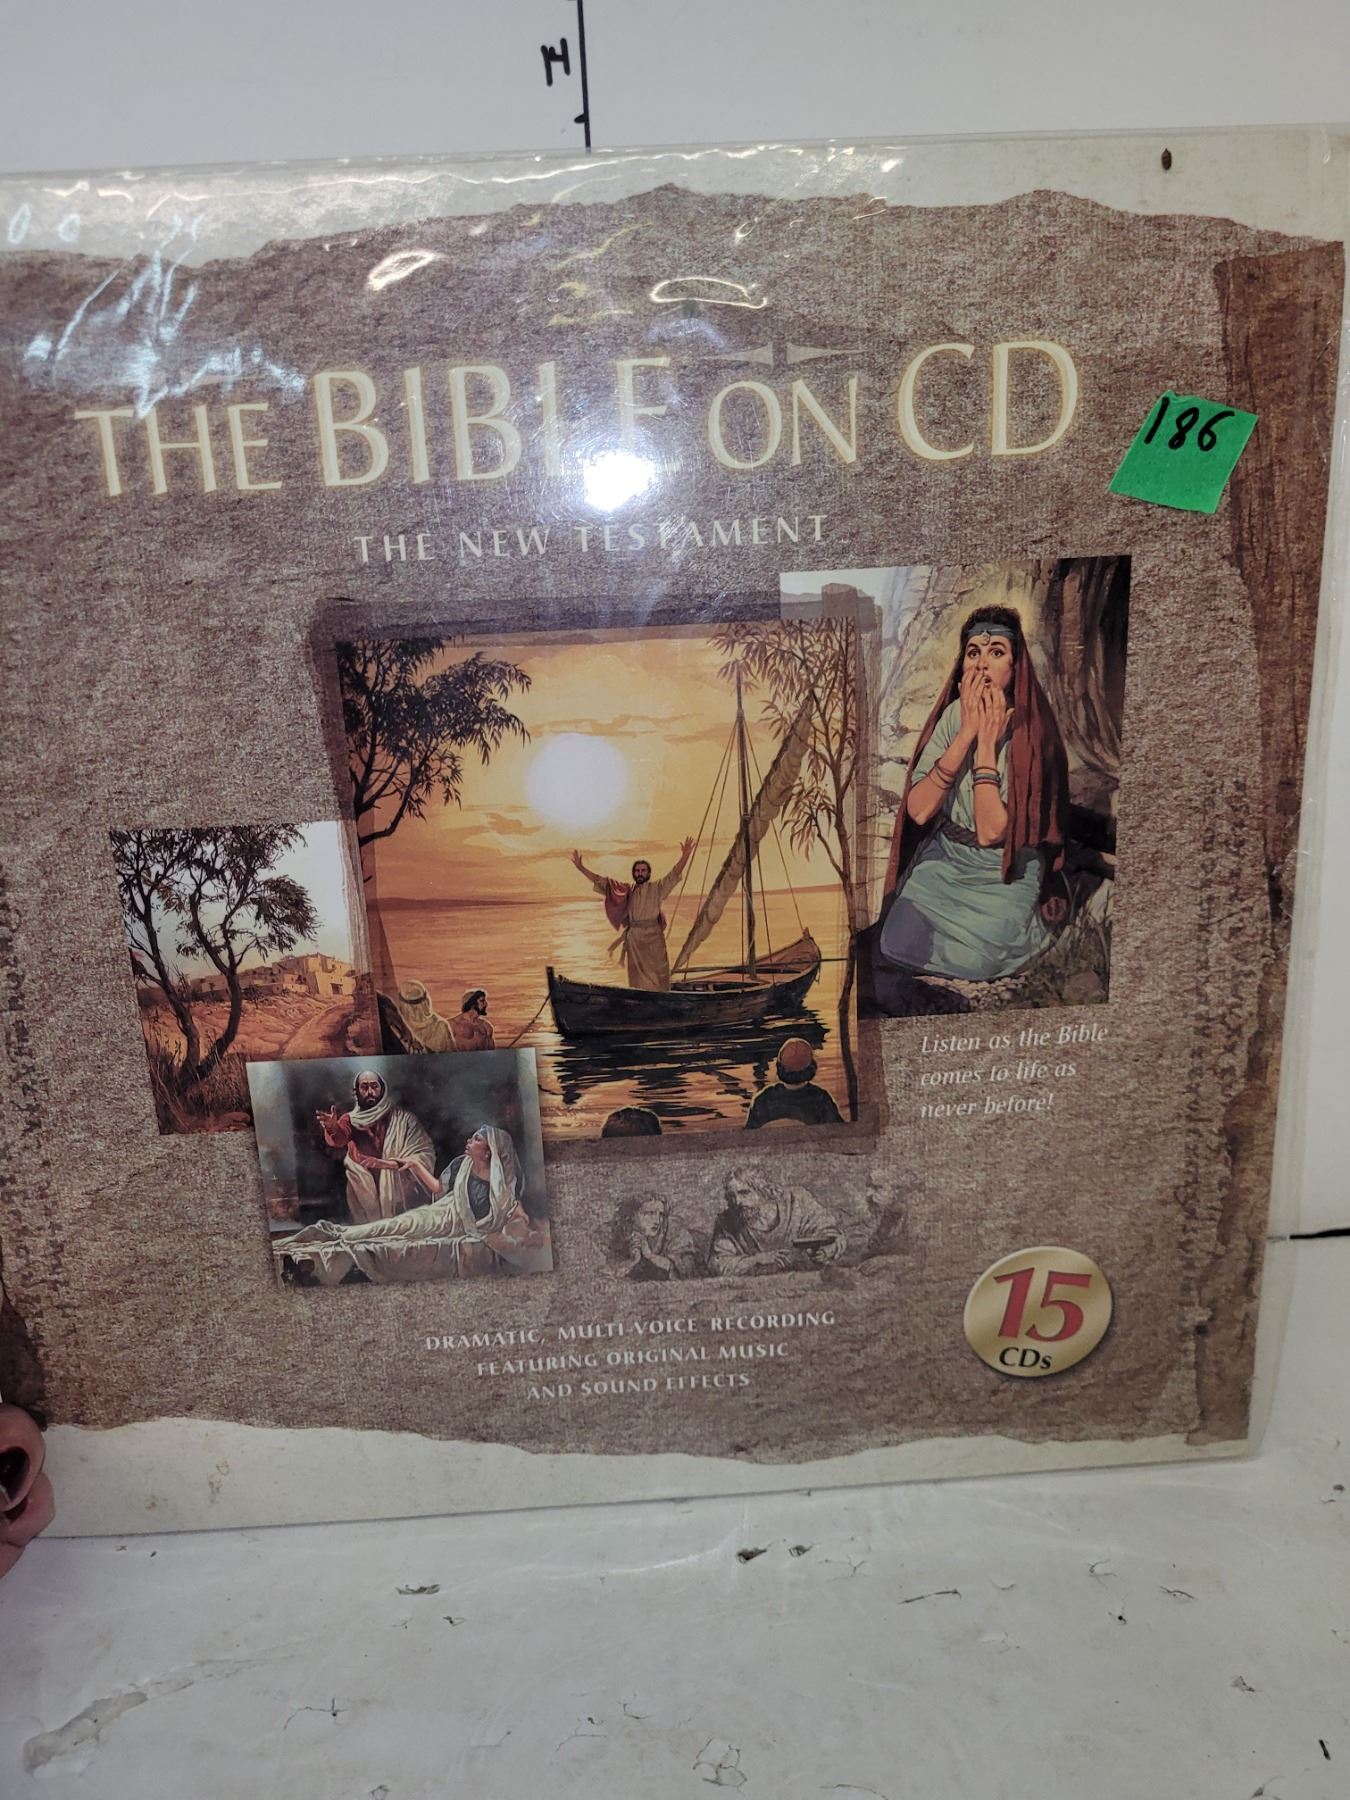 14
THE BIBLE ON CD
186
THE NEW TESTAMENT
Listen as the Bible
comes to life as
never before!
15
CDs
DRAMATIC, MULTI-VOICE RECORDING
FEATURING ORIGINAL MUSIC
AND SOUND EFFECTS